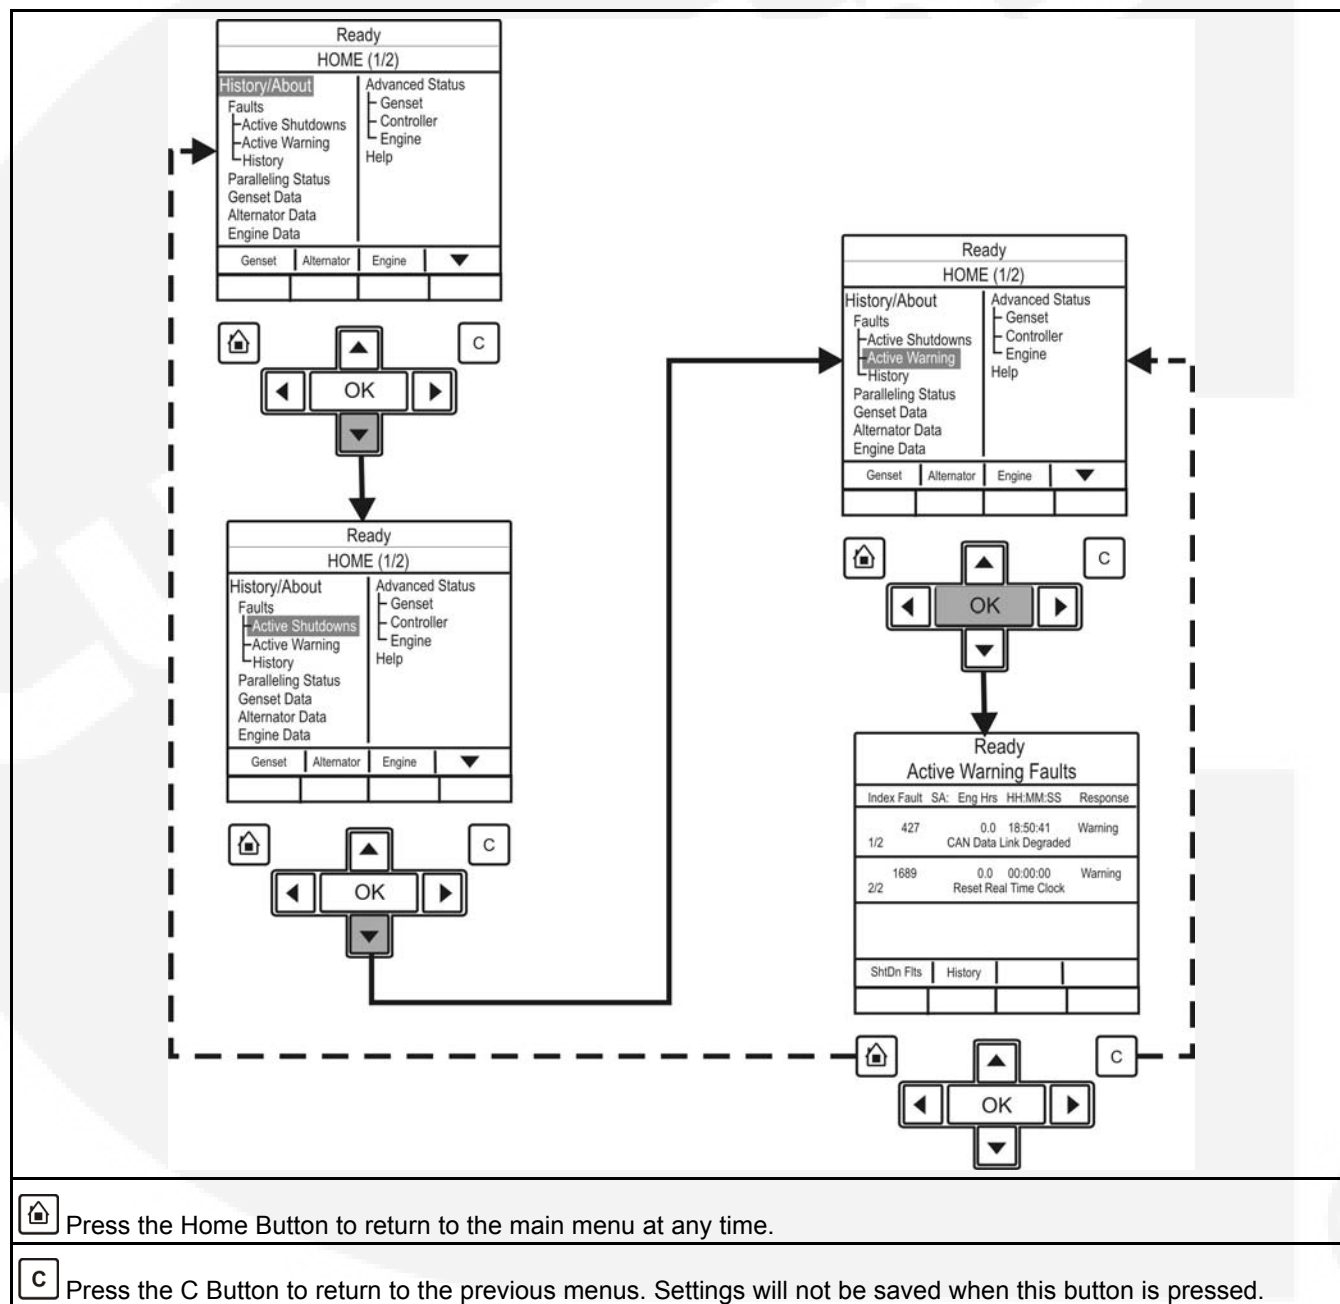 Ready
HOME (1/2)
History/About
Faults
Active Shutdowns
Active Warning
History
Paralleling Status
Genset Data
Alternator Data
Engine Data
Advanced Status
Genset
Controller
Engine
Help
Genset Alternator Engine
C
OK
Ready
HOME (1/2)
History/About
Faults
Active Shutdowns
Active Warning
History
Paralleling Status
Genset Data
Alternator Data
Engine Data
Advanced Status
Genset
Controller
Engine
Help
Genset Alternator Engine
C
OK
Ready
HOME (1/2)
History/About
Faults
Active Shutdowns
Active Warning
History
Paralleling Status
Genset Data
Alternator Data
Engine Data
Advanced Status
Genset
Controller
Engine
Help
Genset Alternator Engine
C
OK
Ready
Active Warning Faults
Index Fault SA: Eng Hrs HH:MM:SS Response
427 0.0 18:50:41 Warning
1/2 CAN Data Link Degraded
1689 0.0 00:00:00 Warning
2/2 Reset Real Time Clock
ShtDn Flts History
C
OK
Press the Home Button to return to the main menu at any time.
C Press the C Button to return to the previous menus. Settings will not be saved when this button is pressed.